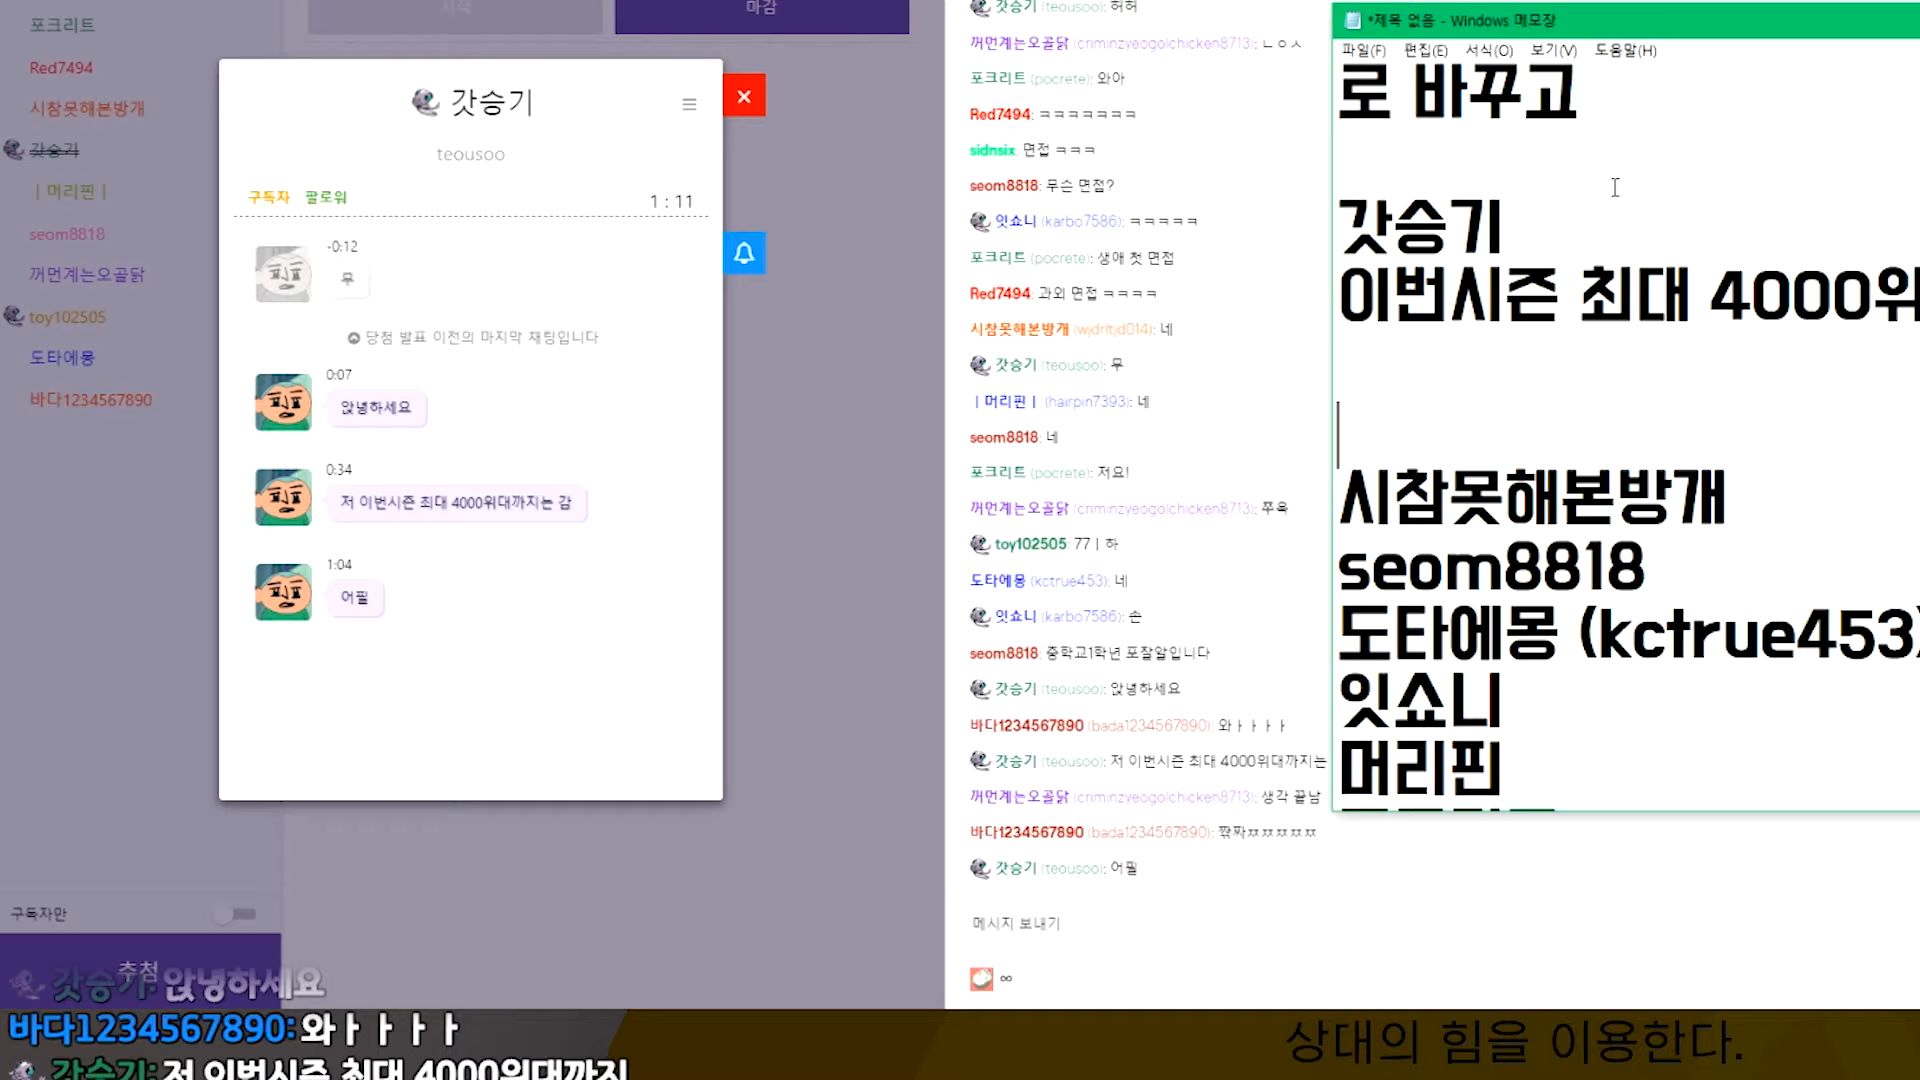 포크리트
Red7494
시참못해본방개
갓승기
ㅣ머리핀ㅣ
seom8818
꺼먼계는오골닭
toy102505
도타에몽
바다1234567890
구독자만
추첨
마감
갓승기
teousoo
구독자 팔로워
1 : 11
-0:12
무
당첨 발표 이전의 마지막 채팅입니다
0:07
앉녕하세요
0:34
저 이번시즌 최대 4000위대까지는 감
1:04
어필
갓승기 (teousoo): 허허
꺼먼계는오골닭 (criminzyeogolchicken8713): ㄴㅇㅅ
포크리트 (pocrete): 와아
Red7494: ㅋㅋㅋㅋㅋㅋㅋ
sidnsix: 면접 ㅋㅋㅋ
seom8818: 무슨 면접?
잇쇼니 (karbo7586): ㅋㅋㅋㅋㅋ
포크리트 (pocrete): 생애 첫 면접
Red7494: 과외 면접 ㅋㅋㅋㅋ
시참못해본방개 (wjdrltjd014): 네
갓승기 (teousoo): 무
ㅣ머리핀ㅣ (hairpin7393): 네
seom8818: 네
포크리트 (pocrete): 저요!
꺼먼계는오골닭 (criminzyeogolchicken8713): 쭈욱
toy102505: 77ㅣ하
도타에몽 (kctrue453): 네
잇쇼니 (karbo7586): 손
seom8818: 중학교1학년 포잘알입니다
갓승기 (teousoo): 앉녕하세요
바다1234567890 (bada1234567890): 와ㅏㅏㅏㅏ
갓승기 (teousoo): 저 이번시즌 최대 4000위대까지는
꺼먼계는오골닭 (criminzyeogolchicken8713): 생각 끝남
바다1234567890 (bada1234567890): 깎짜ㅉㅉㅉㅉㅉ
갓승기 (teousoo): 어필
메시지 보내기
∞
*제목 없음 - Windows 메모장
파일(F) 편집(E) 서식(O) 보기(V) 도움말(H)
로 바꾸고
갓승기
이번시즌 최대 4000위
시참못해본방개
seom8818
도타에몽 (kctrue453)
잇쇼니
머리핀
갓승기: 앉녕하세요
바다1234567890: 와ㅏㅏㅏㅏ
갓승기: 저 이번시즌 최대 4000위대까지
상대의 힘을 이용한다.